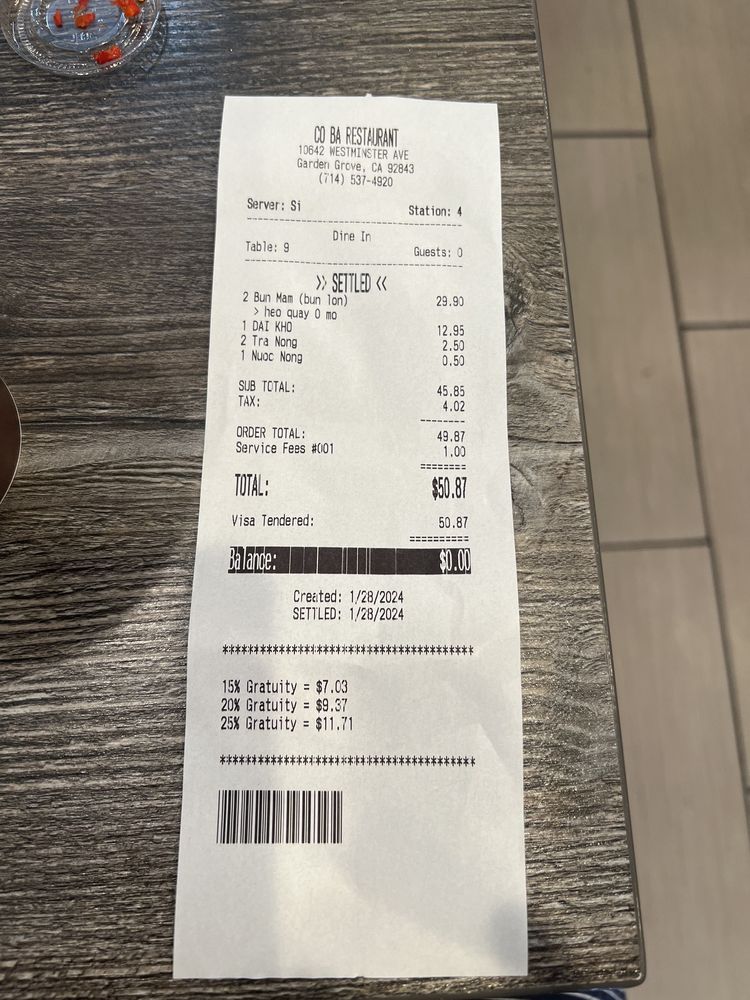 CO BA RESTAURANT
10642 WESTMINSTER AVE
Garden Grove, CA 92843
(714) 537-4920
Server: Si Station: 4
Dine In
Table: 9 Guests: 0
>> SETTLED <<
2 Bun Mam (bun lon) 29.90
> heo quay 0 mo
1 DAI KHO 12.95
2 Tra Nong 2.50
1 Nuoc Nong 0.50
SUB TOTAL: 45.85
TAX: 4.02
--------
ORDER TOTAL: 49.87
Service Fees #001 1.00
========
TOTAL: $50.87
Visa Tendered: 50.87
==========
Balance: $0.00
Created: 1/28/2024
SETTLED: 1/28/2024
****************************************
15% Gratuity = $7.03
20% Gratuity = $9.37
25% Gratuity = $11.71
****************************************